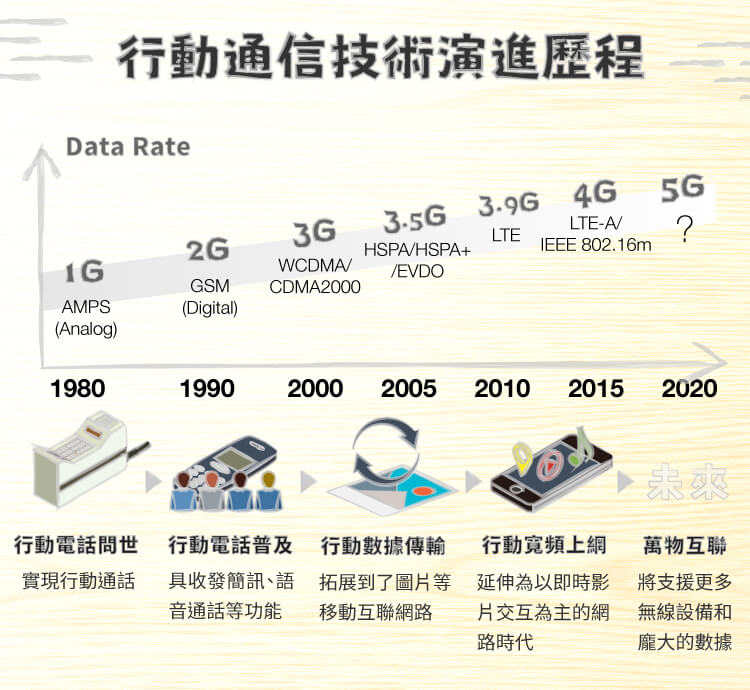 行動通信技術演進歷程
Data Rate
1G
AMPS
(Analog)
2G
GSM
(Digital)
3G
WCDMA/
CDMA2000
3.5G
HSPA/HSPA+
/EVDO
3.9G
LTE
4G
LTE-A/
IEEE 802.16m
5G
?
1980
1990
2000
2005
2010
2015
2020
未來
行動電話問世
實現行動通話
行動電話普及
具收發簡訊、語
音通話等功能
行動數據傳輸
拓展到了圖片等
移動互聯網路
行動寬頻上網
延伸為以即時影
片交互為主的網
路時代
萬物互聯
將支援更多
無線設備和
龐大的數據